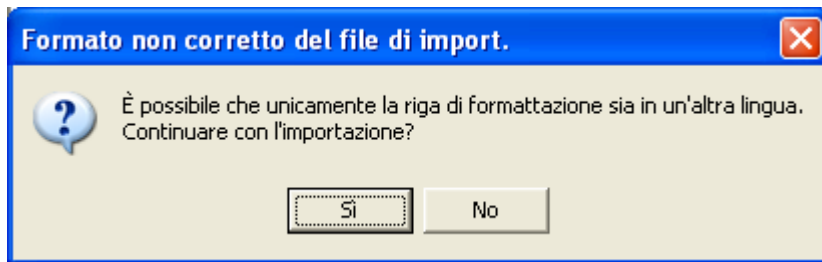 Formato non corretto del file di import.
È possibile che unicamente la riga di formattazione sia in un'altra lingua.
Continuare con l'importazione?
Sì
No